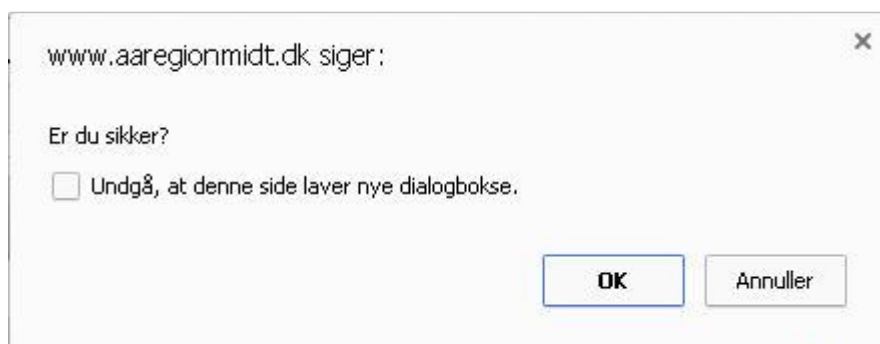 www.aaregionmidt.dk siger:
Er du sikker?
Undgå, at denne side laver nye dialogbokse.
OK
Annuller